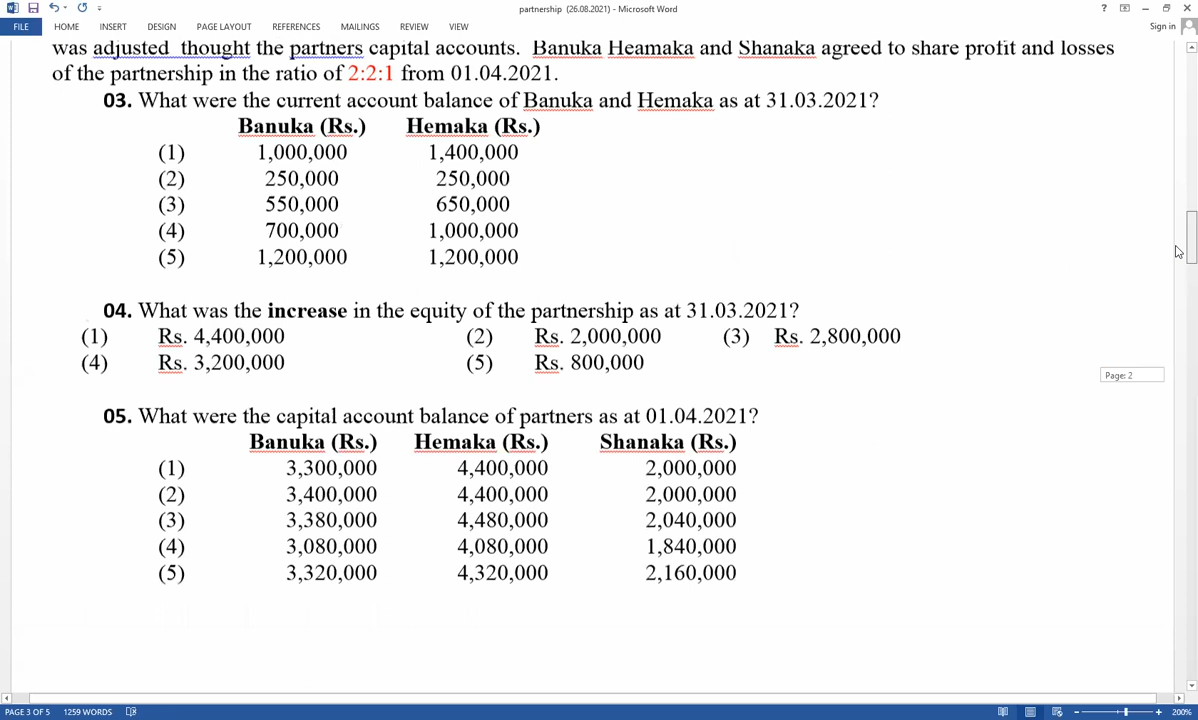 partnership (26.08.2021) - Microsoft Word
? Sign in
FILE HOME INSERT DESIGN PAGE LAYOUT REFERENCES MAILINGS REVIEW VIEW
was adjusted thought the partners capital accounts. Banuka Heamaka and Shanaka agreed to share profit and losses
of the partnership in the ratio of 2:2:1 from 01.04.2021.
03. What were the current account balance of Banuka and Hemaka as at 31.03.2021?
Banuka (Rs.) Hemaka (Rs.)
(1) 1,000,000 1,400,000
(2) 250,000 250,000
(3) 550,000 650,000
(4) 700,000 1,000,000
(5) 1,200,000 1,200,000
04. What was the increase in the equity of the partnership as at 31.03.2021?
(1) Rs. 4,400,000 (2) Rs. 2,000,000 (3) Rs. 2,800,000
(4) Rs. 3,200,000 (5) Rs. 800,000
Page: 2
05. What were the capital account balance of partners as at 01.04.2021?
Banuka (Rs.) Hemaka (Rs.) Shanaka (Rs.)
(1) 3,300,000 4,400,000 2,000,000
(2) 3,400,000 4,400,000 2,000,000
(3) 3,380,000 4,480,000 2,040,000
(4) 3,080,000 4,080,000 1,840,000
(5) 3,320,000 4,320,000 2,160,000
PAGE 3 OF 5 1259 WORDS 200%